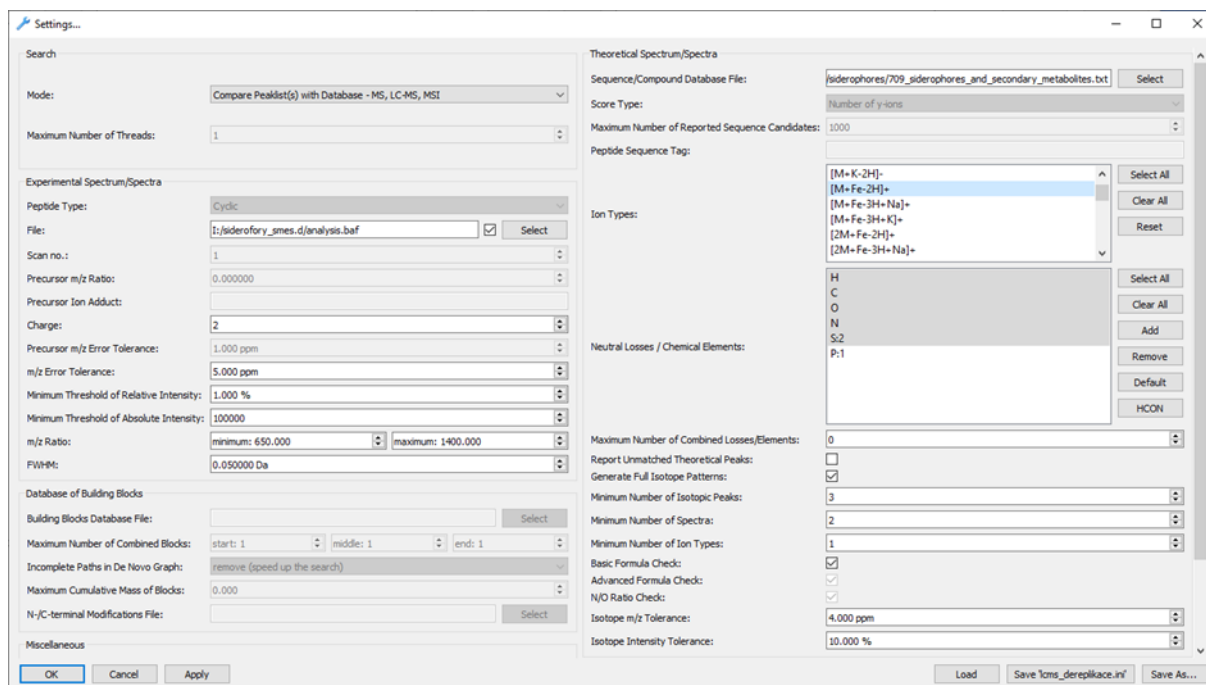 Settings...
Search
Mode: Compare Peaklist(s) with Database - MS, LC-MS, MSI
Maximum Number of Threads: 1
Experimental Spectrum/Spectra
Peptide Type: Cyclic
File: I:/siderofory_smes.d/analysis.baf Select
Scan no.: 1
Precursor m/z Ratio: 0.000000
Precursor Ion Adduct:
Charge: 2
Precursor m/z Error Tolerance: 1.000 ppm
m/z Error Tolerance: 5.000 ppm
Minimum Threshold of Relative Intensity: 1.000 %
Minimum Threshold of Absolute Intensity: 100000
m/z Ratio: minimum: 650.000 maximum: 1400.000
FWHM: 0.050000 Da
Database of Building Blocks
Building Blocks Database File: Select
Maximum Number of Combined Blocks: start: 1 middle: 1 end: 1
Incomplete Paths in De Novo Graph: remove (speed up the search)
Maximum Cumulative Mass of Blocks: 0.000
N-/C-terminal Modifications File: Select
Miscellaneous
Theoretical Spectrum/Spectra
Sequence/Compound Database File: /siderophores/709_siderophores_and_secondary_metabolites.txt Select
Score Type: Number of y-ions
Maximum Number of Reported Sequence Candidates: 1000
Peptide Sequence Tag:
Ion Types:
[M+K-2H]-
[M+Fe-2H]+
[M+Fe-3H+Na]+
[M+Fe-3H+K]+
[2M+Fe-2H]+
[2M+Fe-3H+Na]+
Select All
Clear All
Reset
Neutral Losses / Chemical Elements:
H
C
O
N
S:2
P:1
Select All
Clear All
Add
Remove
Default
HCON
Maximum Number of Combined Losses/Elements: 0
Report Unmatched Theoretical Peaks:
Generate Full Isotope Patterns:
Minimum Number of Isotopic Peaks: 3
Minimum Number of Spectra: 2
Minimum Number of Ion Types: 1
Basic Formula Check:
Advanced Formula Check:
N/O Ratio Check:
Isotope m/z Tolerance: 4.000 ppm
Isotope Intensity Tolerance: 10.000 %
OK Cancel Apply Load Save 'lcms_dereplikace.ini' Save As...